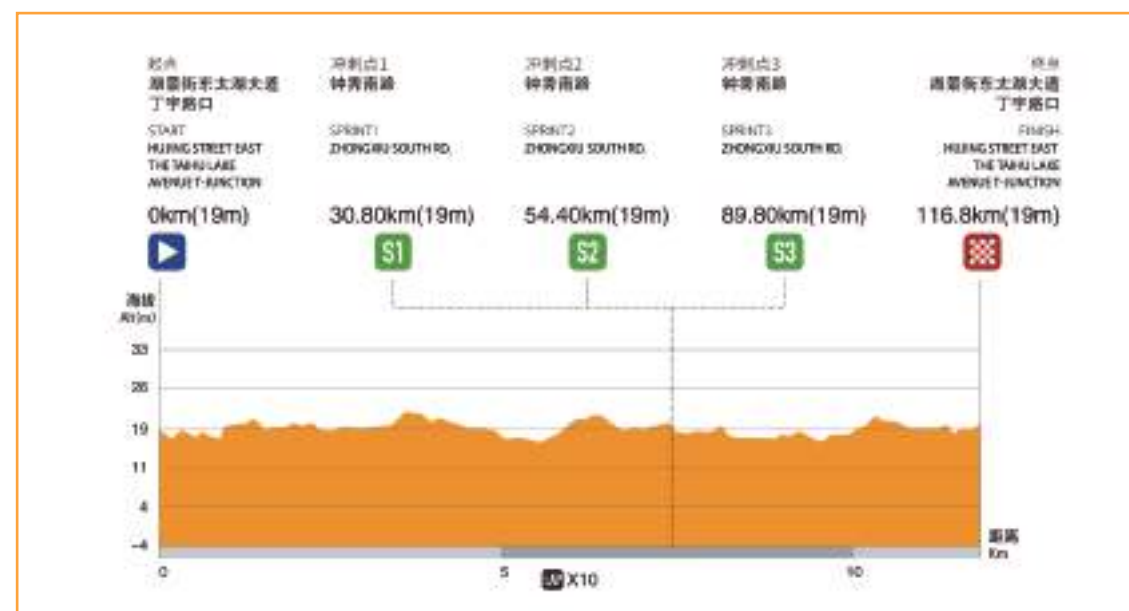 起点
湖景街东太湖大道
丁字路口
START
HUJING STREET EAST
THE TAIHU LAKE
AVENUE T-JUNCTION
0km(19m)
冲刺点1
钟秀南路
SPRINT1
ZHONGXIU SOUTH RD.
30.80km(19m)
S1
冲刺点2
钟秀南路
SPRINT2
ZHONGXIU SOUTH RD.
54.40km(19m)
S2
冲刺点3
钟秀南路
SPRINT3
ZHONGXIU SOUTH RD.
89.80km(19m)
S3
终点
湖景街东太湖大道
丁字路口
FINISH
HUJING STREET EAST
THE TAIHU LAKE
AVENUE T-JUNCTION
116.8km(19m)
海拔
Alt(m)
33
26
19
11
4
-4
距离
Km
0
5
10
LAP X10